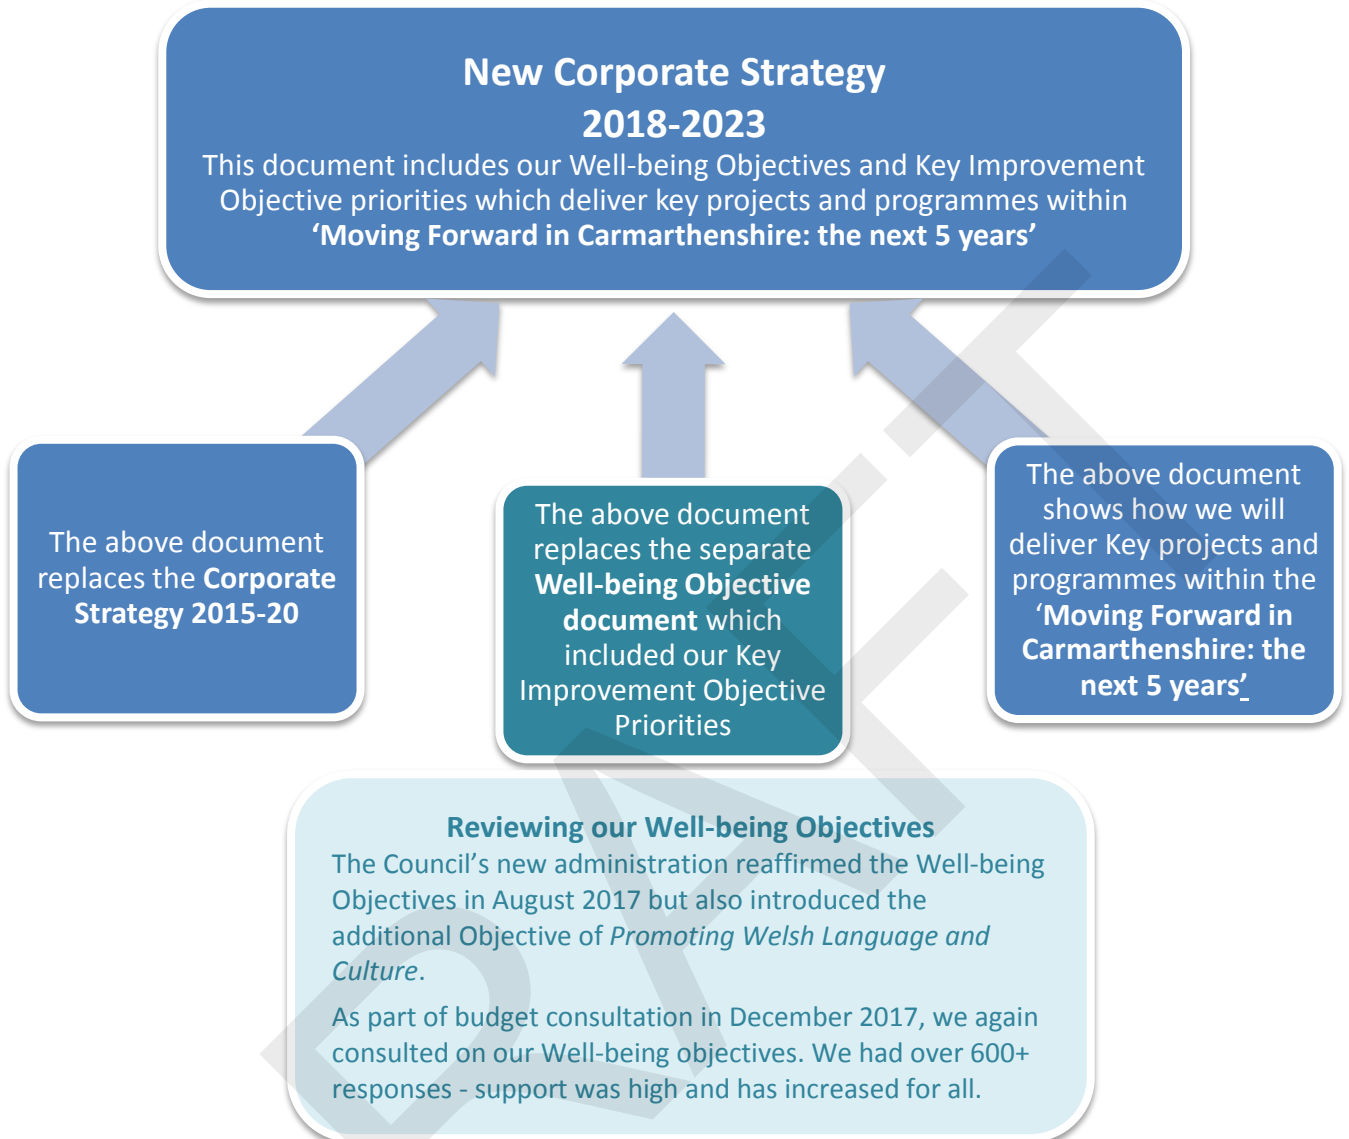 New Corporate Strategy
2018-2023
This document includes our Well-being Objectives and Key Improvement
Objective priorities which deliver key projects and programmes within
‘Moving Forward in Carmarthenshire: the next 5 years’
The above document
replaces the Corporate
Strategy 2015-20
The above document
replaces the separate
Well-being Objective
document which
included our Key
Improvement Objective
Priorities
The above document
shows how we will
deliver Key projects and
programmes within the
‘Moving Forward in
Carmarthenshire: the
next 5 years’
Reviewing our Well-being Objectives
The Council’s new administration reaffirmed the Well-being
Objectives in August 2017 but also introduced the
additional Objective of Promoting Welsh Language and
Culture.
As part of budget consultation in December 2017, we again
consulted on our Well-being objectives. We had over 600+
responses - support was high and has increased for all.
RAFT